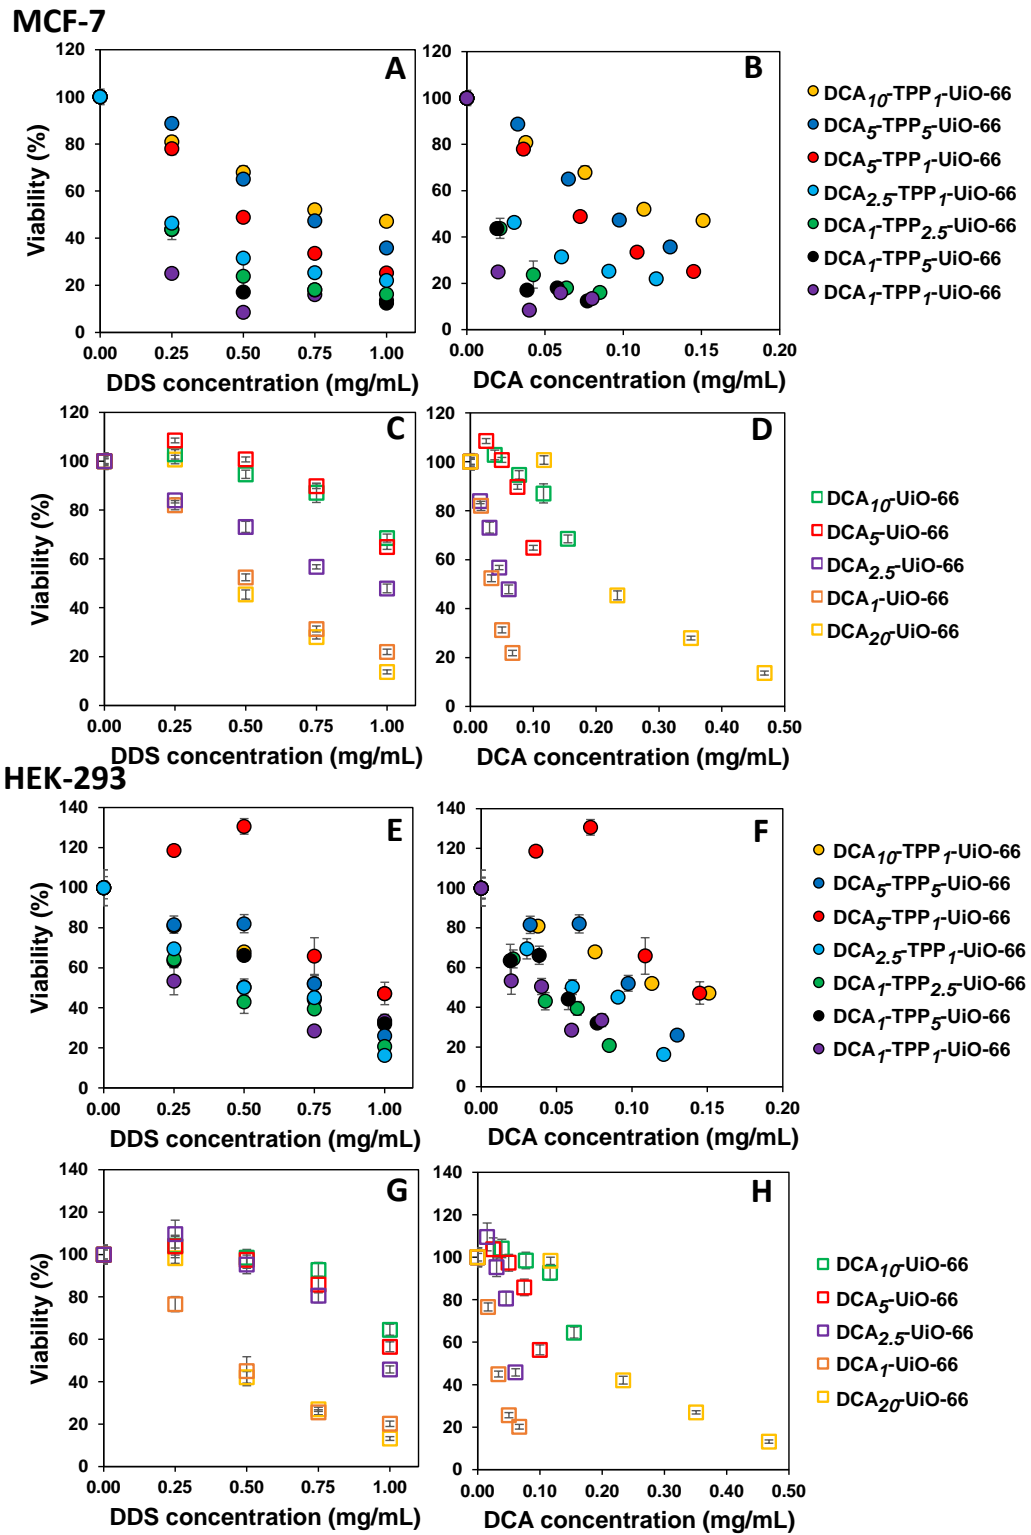 MCF-7
A
B
Viability (%)
120
100
80
60
40
20
0
0.00 0.25 0.50 0.75 1.00
DDS concentration (mg/mL)
120
100
80
60
40
20
0
0.00 0.05 0.10 0.15 0.20
DCA concentration (mg/mL)
DCA10-TPP1-UiO-66
DCA5-TPP5-UiO-66
DCA5-TPP1-UiO-66
DCA2.5-TPP1-UiO-66
DCA1-TPP2.5-UiO-66
DCA1-TPP5-UiO-66
DCA1-TPP1-UiO-66
C
D
Viability (%)
120
100
80
60
40
20
0
0.00 0.25 0.50 0.75 1.00
DDS concentration (mg/mL)
120
100
80
60
40
20
0
0.00 0.10 0.20 0.30 0.40 0.50
DCA concentration (mg/mL)
DCA10-UiO-66
DCA5-UiO-66
DCA2.5-UiO-66
DCA1-UiO-66
DCA20-UiO-66
HEK-293
E
F
Viability (%)
140
120
100
80
60
40
20
0
0.00 0.25 0.50 0.75 1.00
DDS concentration (mg/mL)
140
120
100
80
60
40
20
0
0.00 0.05 0.10 0.15 0.20
DCA concentration (mg/mL)
DCA10-TPP1-UiO-66
DCA5-TPP5-UiO-66
DCA5-TPP1-UiO-66
DCA2.5-TPP1-UiO-66
DCA1-TPP2.5-UiO-66
DCA1-TPP5-UiO-66
DCA1-TPP1-UiO-66
G
H
Viability (%)
140
120
100
80
60
40
20
0
0.00 0.25 0.50 0.75 1.00
DDS concentration (mg/mL)
140
120
100
80
60
40
20
0
0.00 0.10 0.20 0.30 0.40 0.50
DCA concentration (mg/mL)
DCA10-UiO-66
DCA5-UiO-66
DCA2.5-UiO-66
DCA1-UiO-66
DCA20-UiO-66